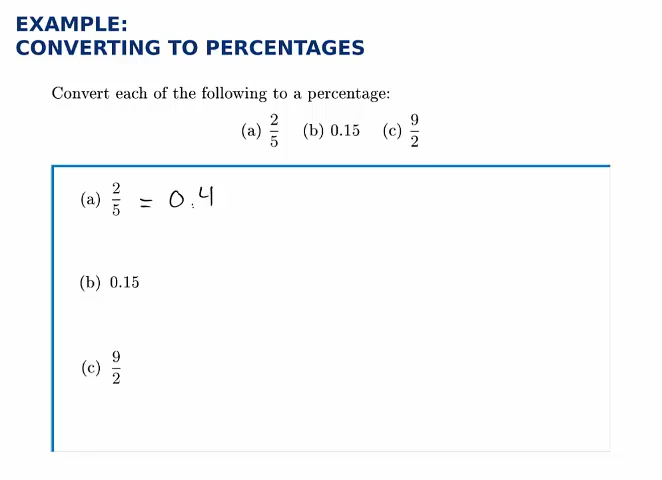 EXAMPLE:
CONVERTING TO PERCENTAGES
Convert each of the following to a percentage:
(a) 2/5 (b) 0.15 (c) 9/2
(a) 2/5 = 0.4
(b) 0.15
(c) 9/2